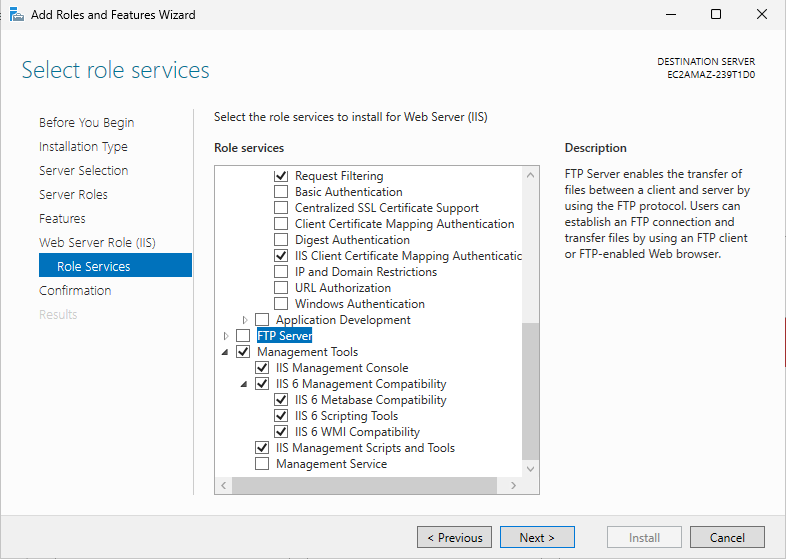 Add Roles and Features Wizard
Select role services
DESTINATION SERVER
EC2AMAZ-239T1D0
Before You Begin
Installation Type
Server Selection
Server Roles
Features
Web Server Role (IIS)
Role Services
Confirmation
Results
Select the role services to install for Web Server (IIS)
Role services
Request Filtering
Basic Authentication
Centralized SSL Certificate Support
Client Certificate Mapping Authentication
Digest Authentication
IIS Client Certificate Mapping Authenticatic
IP and Domain Restrictions
URL Authorization
Windows Authentication
Application Development
FTP Server
Management Tools
IIS Management Console
IIS 6 Management Compatibility
IIS 6 Metabase Compatibility
IIS 6 Scripting Tools
IIS 6 WMI Compatibility
IIS Management Scripts and Tools
Management Service
Description
FTP Server enables the transfer of
files between a client and server by
using the FTP protocol. Users can
establish an FTP connection and
transfer files by using an FTP client
or FTP-enabled Web browser.
< Previous
Next >
Install
Cancel